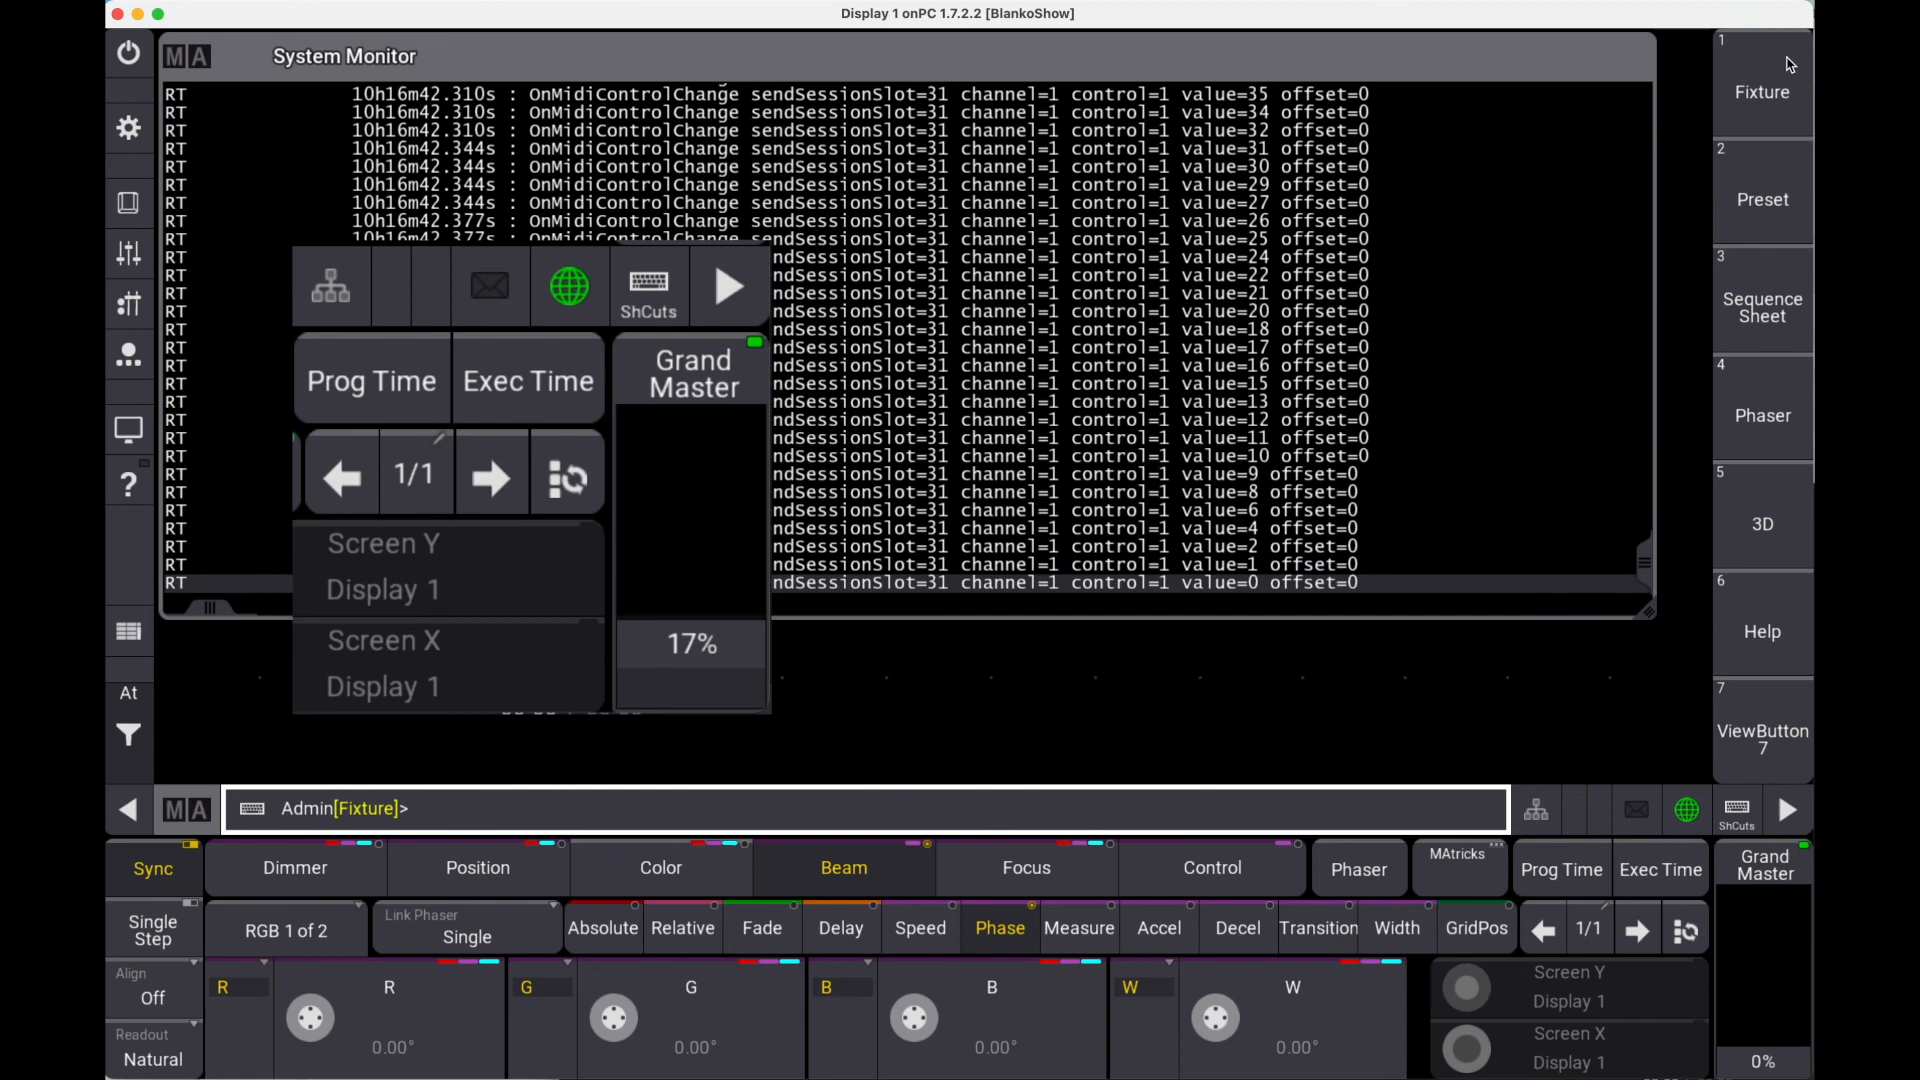 Display 1 onPC 1.7.2.2 [BlankoShow]
MA
System Monitor
RT 10h16m42.310s : OnMidiControlChange sendSessionSlot=31 channel=1 control=1 value=35 offset=0
RT 10h16m42.310s : OnMidiControlChange sendSessionSlot=31 channel=1 control=1 value=34 offset=0
RT 10h16m42.310s : OnMidiControlChange sendSessionSlot=31 channel=1 control=1 value=32 offset=0
RT 10h16m42.344s : OnMidiControlChange sendSessionSlot=31 channel=1 control=1 value=31 offset=0
RT 10h16m42.344s : OnMidiControlChange sendSessionSlot=31 channel=1 control=1 value=30 offset=0
RT 10h16m42.344s : OnMidiControlChange sendSessionSlot=31 channel=1 control=1 value=29 offset=0
RT 10h16m42.344s : OnMidiControlChange sendSessionSlot=31 channel=1 control=1 value=27 offset=0
RT 10h16m42.377s : OnMidiControlChange sendSessionSlot=31 channel=1 control=1 value=26 offset=0
RT 10h16m42.377s : OnMidiControlChange sendSessionSlot=31 channel=1 control=1 value=25 offset=0
RT ndSessionSlot=31 channel=1 control=1 value=24 offset=0
RT ndSessionSlot=31 channel=1 control=1 value=22 offset=0
RT ndSessionSlot=31 channel=1 control=1 value=21 offset=0
RT ndSessionSlot=31 channel=1 control=1 value=20 offset=0
RT ndSessionSlot=31 channel=1 control=1 value=18 offset=0
RT ndSessionSlot=31 channel=1 control=1 value=17 offset=0
RT ndSessionSlot=31 channel=1 control=1 value=16 offset=0
RT ndSessionSlot=31 channel=1 control=1 value=15 offset=0
RT ndSessionSlot=31 channel=1 control=1 value=13 offset=0
RT ndSessionSlot=31 channel=1 control=1 value=12 offset=0
RT ndSessionSlot=31 channel=1 control=1 value=11 offset=0
RT ndSessionSlot=31 channel=1 control=1 value=10 offset=0
RT ndSessionSlot=31 channel=1 control=1 value=9 offset=0
RT ndSessionSlot=31 channel=1 control=1 value=8 offset=0
RT ndSessionSlot=31 channel=1 control=1 value=6 offset=0
RT ndSessionSlot=31 channel=1 control=1 value=4 offset=0
RT ndSessionSlot=31 channel=1 control=1 value=2 offset=0
RT ndSessionSlot=31 channel=1 control=1 value=1 offset=0
RT ndSessionSlot=31 channel=1 control=1 value=0 offset=0
ShCuts
Prog Time
Exec Time
Grand
Master
1/1
Screen Y
Display 1
Screen X
Display 1
17%
1
Fixture
2
Preset
3
Sequence
Sheet
4
Phaser
5
3D
6
Help
7
ViewButton
7
?
At
MA
Admin[Fixture]>
ShCuts
Sync
Dimmer
Position
Color
Beam
Focus
Control
Phaser
MAtricks
Prog Time
Exec Time
Grand
Master
Single
Step
RGB 1 of 2
Link Phaser
Single
Absolute
Relative
Fade
Delay
Speed
Phase
Measure
Accel
Decel
Transition
Width
GridPos
1/1
Align
Off
R
R
0.00°
G
G
0.00°
B
B
0.00°
W
W
0.00°
Screen Y
Display 1
Readout
Natural
Screen X
Display 1
0%